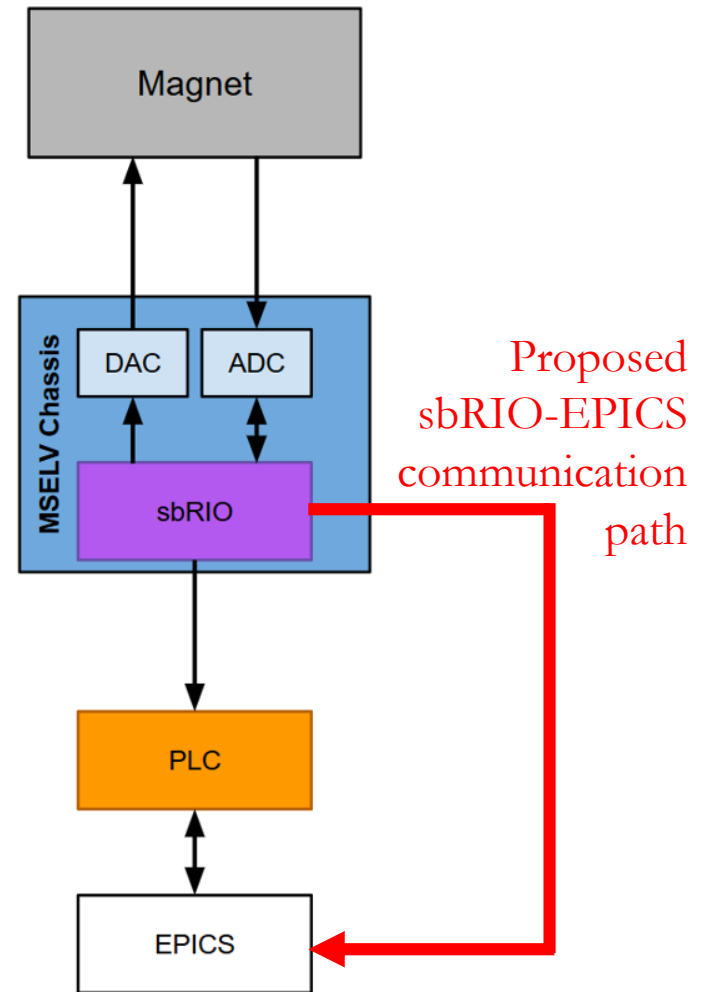 Magnet
MSELV Chassis
DAC
ADC
sbRIO
Proposed
sbRIO-EPICS
communication
path
PLC
EPICS